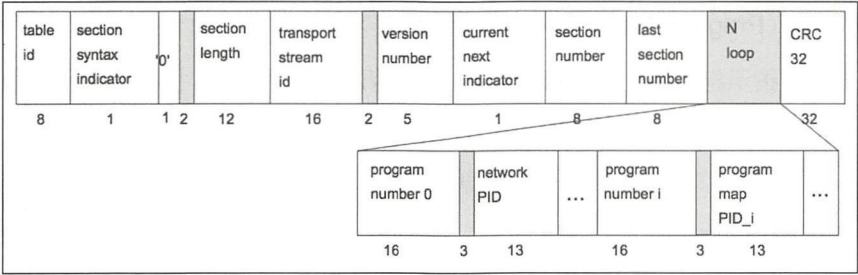 table id
section syntax indicator
'0'
section length
transport stream id
version number
current next indicator
section number
last section number
N loop
CRC 32
8 1 1 2 12 16 2 5 1 8 8 32
program number 0
network PID
...
program number i
program map PID_i
...
16 3 13 16 3 13